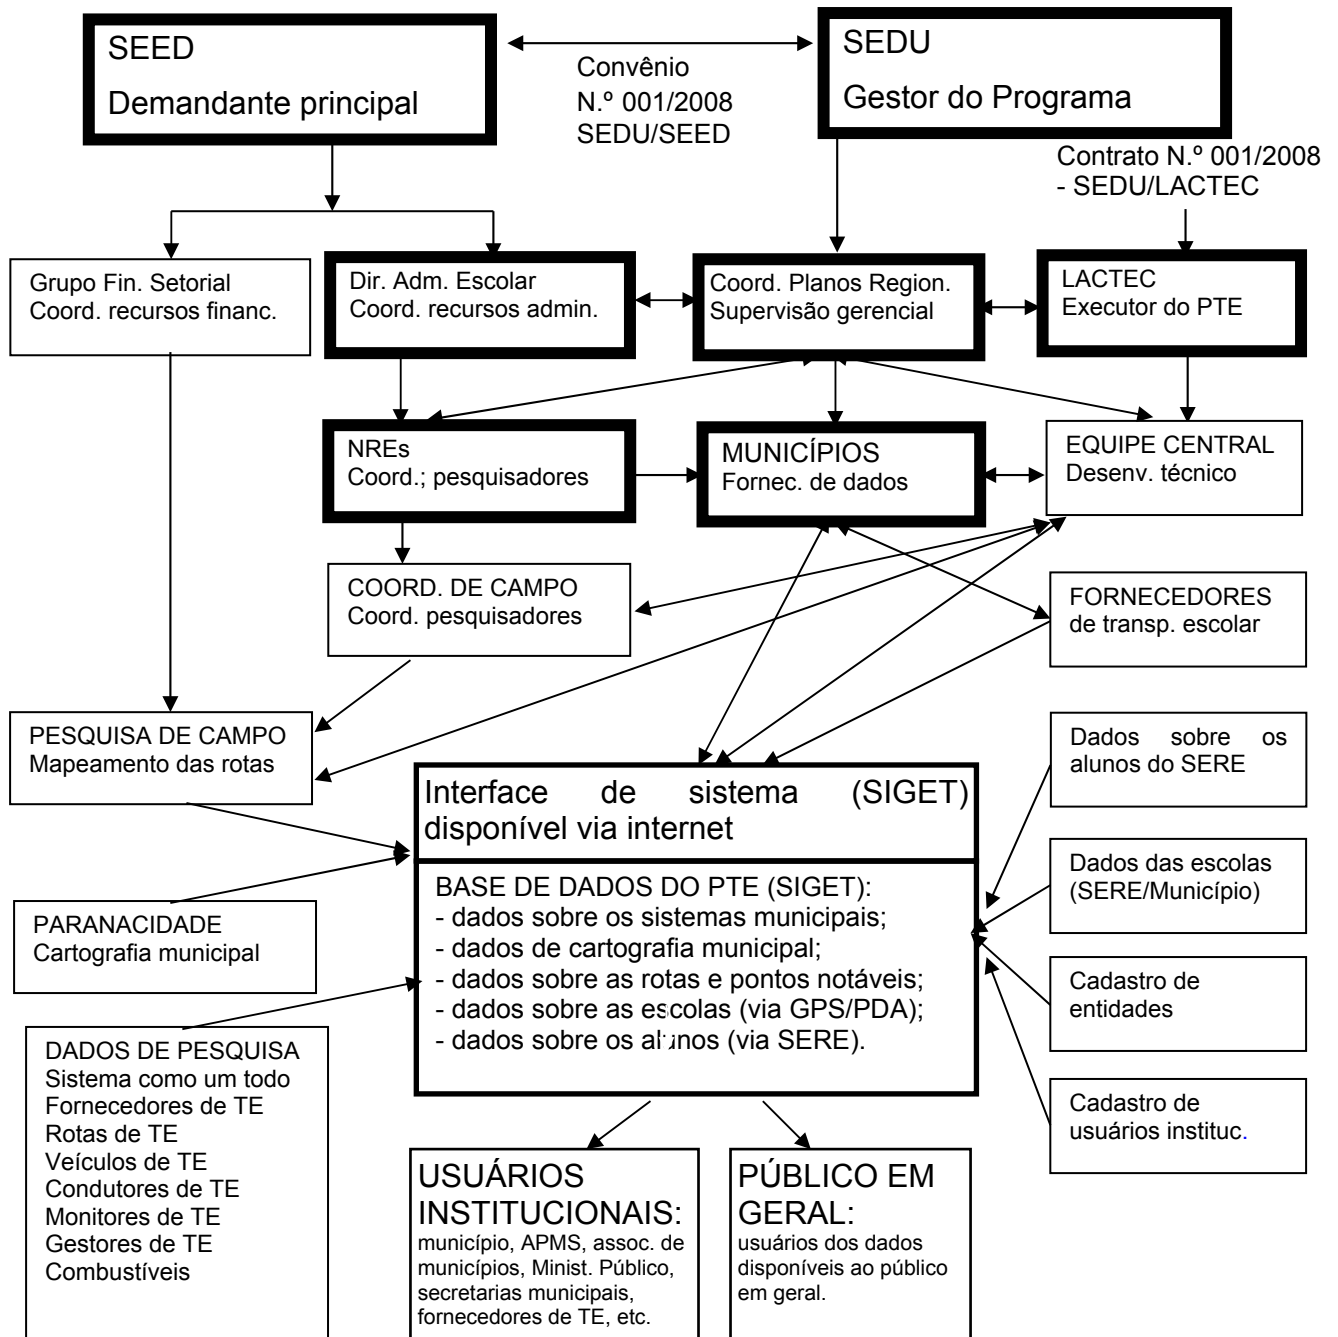 SEED
Demandante principal
Convênio
N.º 001/2008
SEDU/SEED
SEDU
Gestor do Programa
Contrato N.º 001/2008
- SEDU/LACTEC
Grupo Fin. Setorial
Coord. recursos financ.
Dir. Adm. Escolar
Coord. recursos admin.
Coord. Planos Region.
Supervisão gerencial
LACTEC
Executor do PTE
NREs
Coord.; pesquisadores
MUNICÍPIOS
Fornec. de dados
EQUIPE CENTRAL
Desenv. técnico
COORD. DE CAMPO
Coord. pesquisadores
FORNECEDORES
de transp. escolar
PESQUISA DE CAMPO
Mapeamento das rotas
Interface de sistema (SIGET)
disponível via internet
Dados sobre os
alunos do SERE
BASE DE DADOS DO PTE (SIGET):
- dados sobre os sistemas municipais;
- dados de cartografia municipal;
- dados sobre as rotas e pontos notáveis;
- dados sobre as escolas (via GPS/PDA);
- dados sobre os alunos (via SERE).
Dados das escolas
(SERE/Município)
PARANACIDADE
Cartografia municipal
Cadastro de
entidades
DADOS DE PESQUISA
Sistema como um todo
Fornecedores de TE
Rotas de TE
Veículos de TE
Condutores de TE
Monitores de TE
Gestores de TE
Combustíveis
Cadastro de
usuários instituc.
USUÁRIOS
INSTITUCIONAIS:
município, APMS, assoc. de
municípios, Minist. Público,
secretarias municipais,
fornecedores de TE, etc.
PÚBLICO EM
GERAL:
usuários dos dados
disponíveis ao público
em geral.